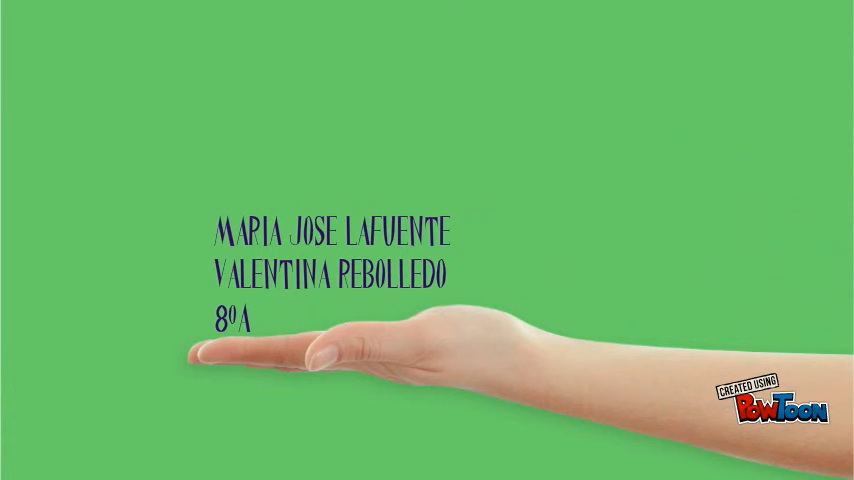 MARIA JOSE LAFUENTE
VALENTINA REBOLLEDO
8ºA
CREATED USING
POWTOON